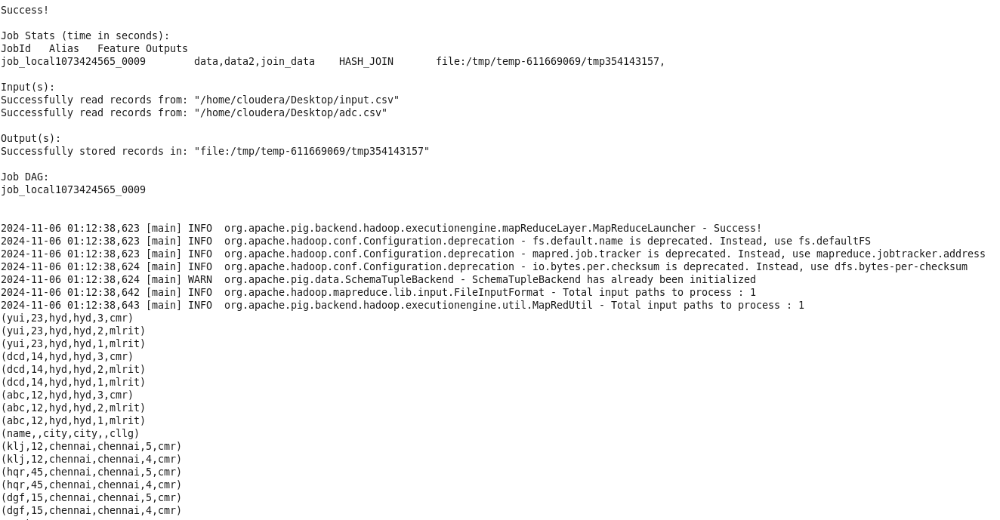 Success!
Job Stats (time in seconds):
JobId   Alias   Feature Outputs
job_local1073424565_0009        data,data2,join_data    HASH_JOIN       file:/tmp/temp-611669069/tmp354143157,
Input(s):
Successfully read records from: "/home/cloudera/Desktop/input.csv"
Successfully read records from: "/home/cloudera/Desktop/adc.csv"
Output(s):
Successfully stored records in: "file:/tmp/temp-611669069/tmp354143157"
Job DAG:
job_local1073424565_0009
2024-11-06 01:12:38,623 [main] INFO  org.apache.pig.backend.hadoop.executionengine.mapReduceLayer.MapReduceLauncher - Success!
2024-11-06 01:12:38,623 [main] INFO  org.apache.hadoop.conf.Configuration.deprecation - fs.default.name is deprecated. Instead, use fs.defaultFS
2024-11-06 01:12:38,623 [main] INFO  org.apache.hadoop.conf.Configuration.deprecation - mapred.job.tracker is deprecated. Instead, use mapreduce.jobtracker.address
2024-11-06 01:12:38,624 [main] INFO  org.apache.hadoop.conf.Configuration.deprecation - io.bytes.per.checksum is deprecated. Instead, use dfs.bytes-per-checksum
2024-11-06 01:12:38,624 [main] WARN  org.apache.pig.data.SchemaTupleBackend - SchemaTupleBackend has already been initialized
2024-11-06 01:12:38,642 [main] INFO  org.apache.hadoop.mapreduce.lib.input.FileInputFormat - Total input paths to process : 1
2024-11-06 01:12:38,643 [main] INFO  org.apache.pig.backend.hadoop.executionengine.util.MapRedUtil - Total input paths to process : 1
(yui,23,hyd,hyd,3,cmr)
(yui,23,hyd,hyd,2,mlrit)
(yui,23,hyd,hyd,1,mlrit)
(dcd,14,hyd,hyd,3,cmr)
(dcd,14,hyd,hyd,2,mlrit)
(dcd,14,hyd,hyd,1,mlrit)
(abc,12,hyd,hyd,3,cmr)
(abc,12,hyd,hyd,2,mlrit)
(abc,12,hyd,hyd,1,mlrit)
(name,,city,city,,cllg)
(klj,12,chennai,chennai,5,cmr)
(klj,12,chennai,chennai,4,cmr)
(hqr,45,chennai,chennai,5,cmr)
(hqr,45,chennai,chennai,4,cmr)
(dgf,15,chennai,chennai,5,cmr)
(dgf,15,chennai,chennai,4,cmr)